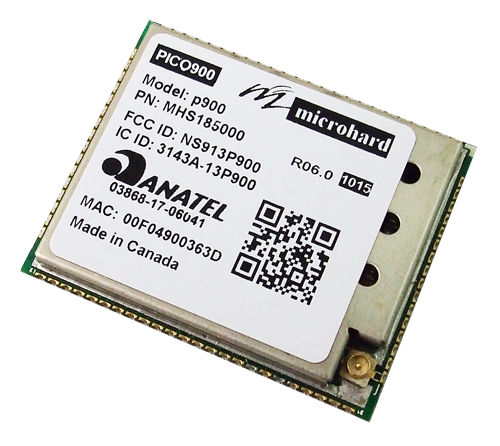 PICO900
Model: p900
PN: MHS185000
microhard
FCC ID: NS913P900
IC ID: 3143A-13P900
R06.0 1015
ANATEL
03868-17-06041
MAC: 00F04900363D
Made in Canada